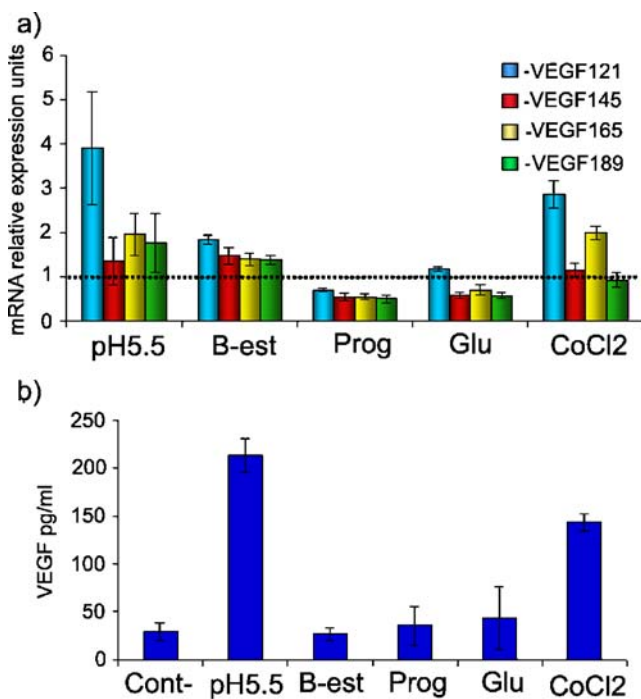 a)
mRNA relative expression units
6
5
4
3
2
1
0
-VEGF121
-VEGF145
-VEGF165
-VEGF189
pH5.5 B-est Prog Glu CoCl2
b)
VEGF pg/ml
250
200
150
100
50
0
Cont- pH5.5 B-est Prog Glu CoCl2